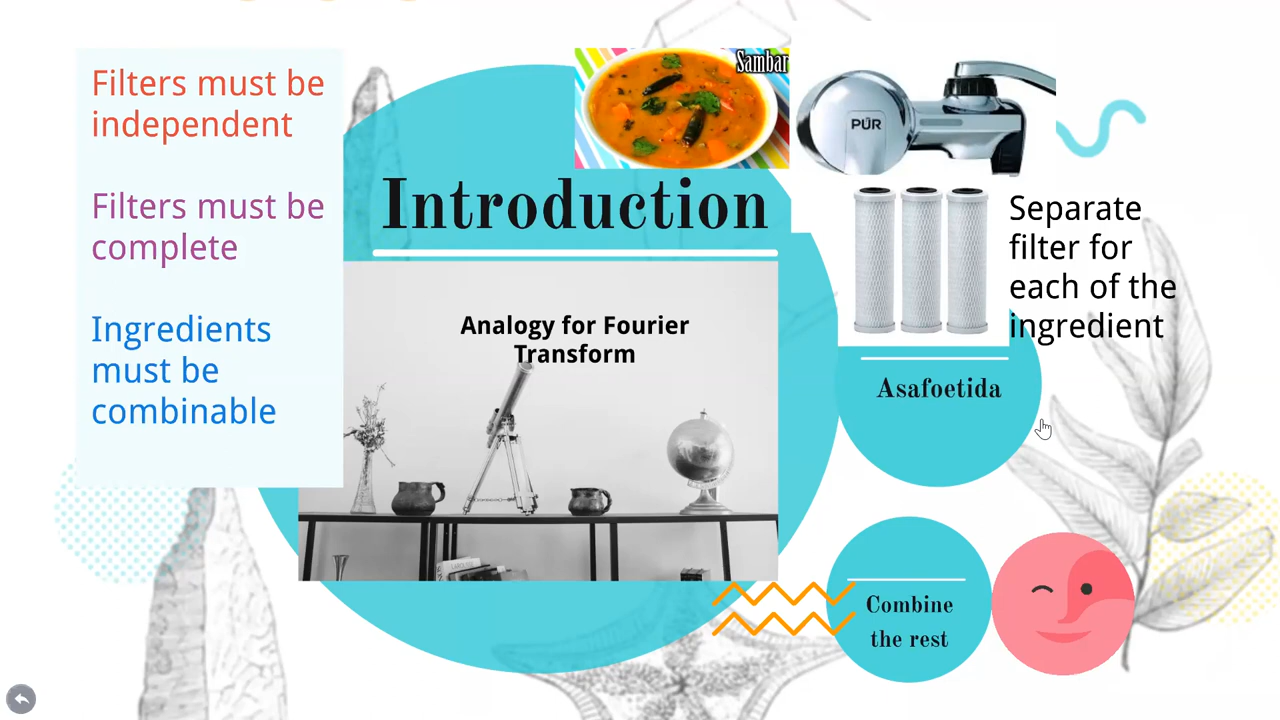 Filters must be
independent
Filters must be
complete
Ingredients
must be
combinable
Sambar
Introduction
Analogy for Fourier
Transform
PUR
Separate
filter for
each of the
ingredient
Asafoetida
Combine
the rest